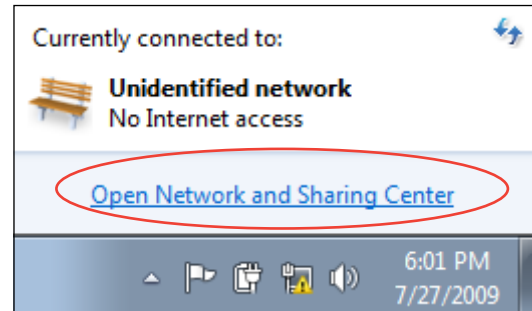 Currently connected to:
Unidentified network
No Internet access
Open Network and Sharing Center
6:01 PM
7/27/2009